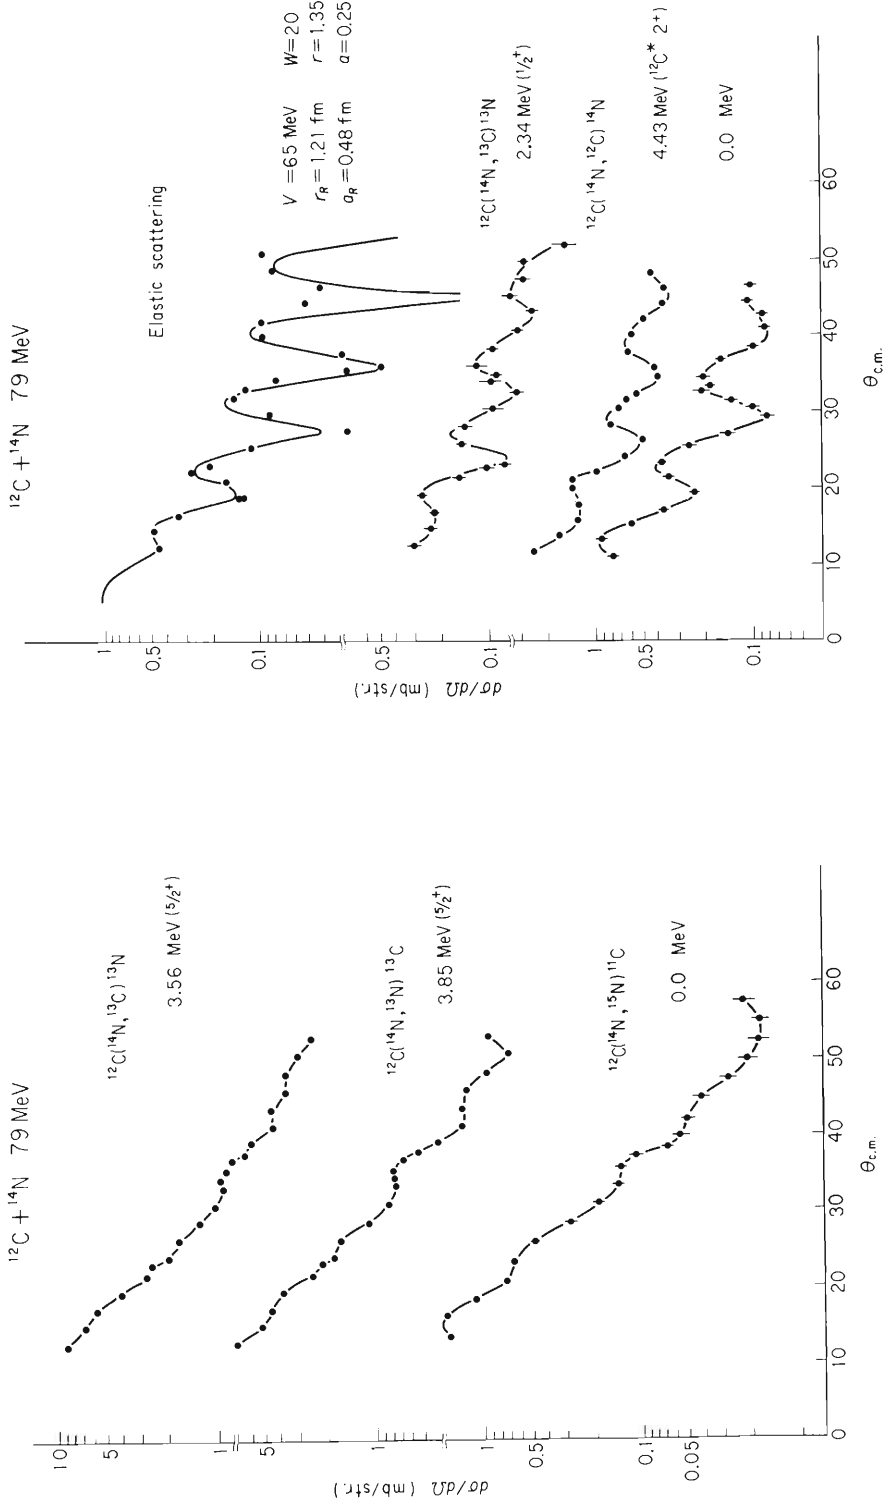 ¹²C + ¹⁴N 79 MeV
¹²C(¹⁴N, ¹³C) ¹³N
3.56 MeV (5/2⁺)
¹²C(¹⁴N, ¹³N) ¹³C
3.85 MeV (5/2⁺)
¹²C(¹⁴N, ¹⁵N) ¹¹C
0.0 MeV
dσ/dΩ (mb/str.)
10
5
1
5
1
1
0.5
0.1
0.05
0 10 20 30 40 50 60
θc.m.
¹²C + ¹⁴N 79 MeV
Elastic scattering
V = 65 MeV W = 20
r_R = 1.21 fm r = 1.35
a_R = 0.48 fm a = 0.25
¹²C(¹⁴N, ¹³C) ¹³N
2.34 MeV (1/2⁺)
¹²C(¹⁴N, ¹²C) ¹⁴N
4.43 MeV (¹²C* 2+)
0.0 MeV
dσ/dΩ (mb/str.)
1
0.5
0.1
0.5
0.1
1
0.5
0.1
0 10 20 30 40 50 60
θc.m.